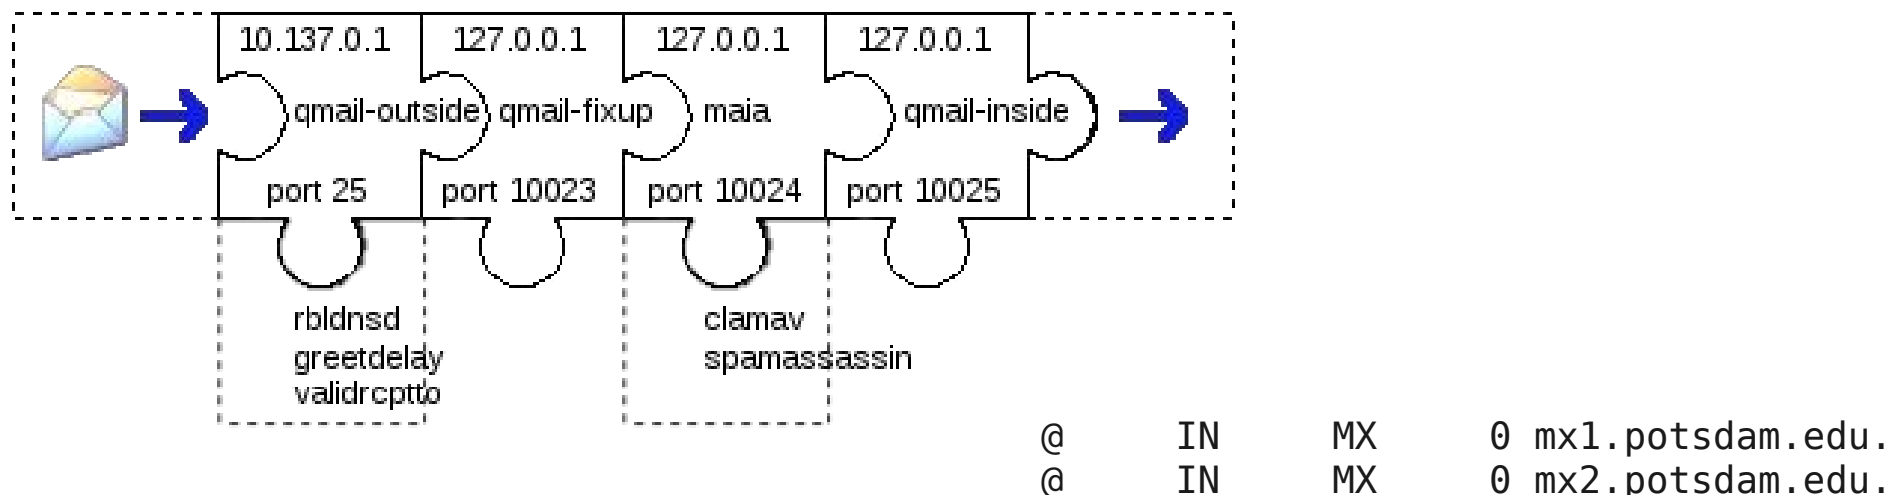 10.137.0.1 127.0.0.1 127.0.0.1 127.0.0.1
qmail-outside qmail-fixup maia qmail-inside
port 25 port 10023 port 10024 port 10025
rbldnsd clamav
greetdelay spamassassin
validrcptto
@ IN MX 0 mx1.potsdam.edu.
@ IN MX 0 mx2.potsdam.edu.